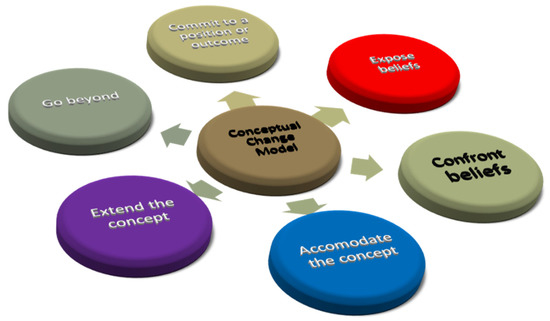 Commit to a
position or
outcome
Expose
beliefs
Go beyond
Conceptual
Change
Model
Confront
beliefs
Extend the
concept
Accomodate
the concept